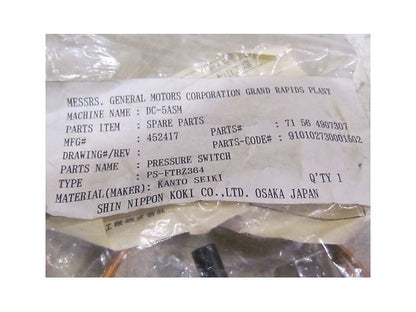 MESSRS. GENERAL MOTORS CORPORATION GRAND RAPIDS PLANT
MACHINE NAME : DC-5ASM
PARTS ITEM : SPARE PARTS PARTS# : 71 56 4907307
MFG# : 452417 PARTS-CODE# : 910102730001502
DRAWING#/REV :
PARTS NAME : PRESSURE SWITCH
TYPE : PS-FTBZ364
MATERIAL(MAKER): KANTO SEIKI Q'TY 1
SHIN NIPPON KOKI CO.,LTD. OSAKA JAPAN